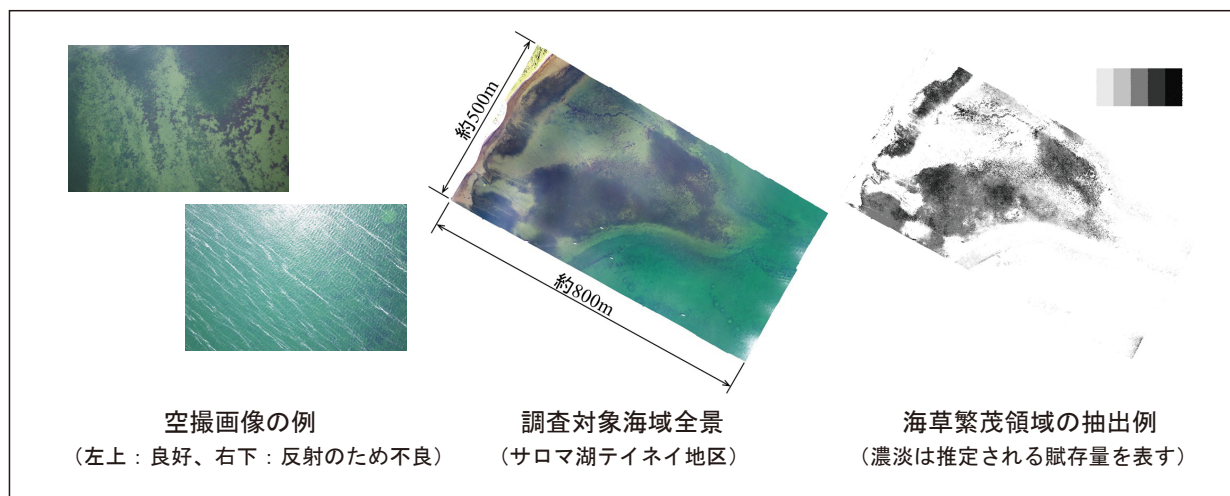 約500m
約800m
空撮画像の例
（左上：良好、右下：反射のため不良）
調査対象海域全景
（サロマ湖テイネイ地区）
海草繁茂領域の抽出例
（濃淡は推定される賦存量を表す）